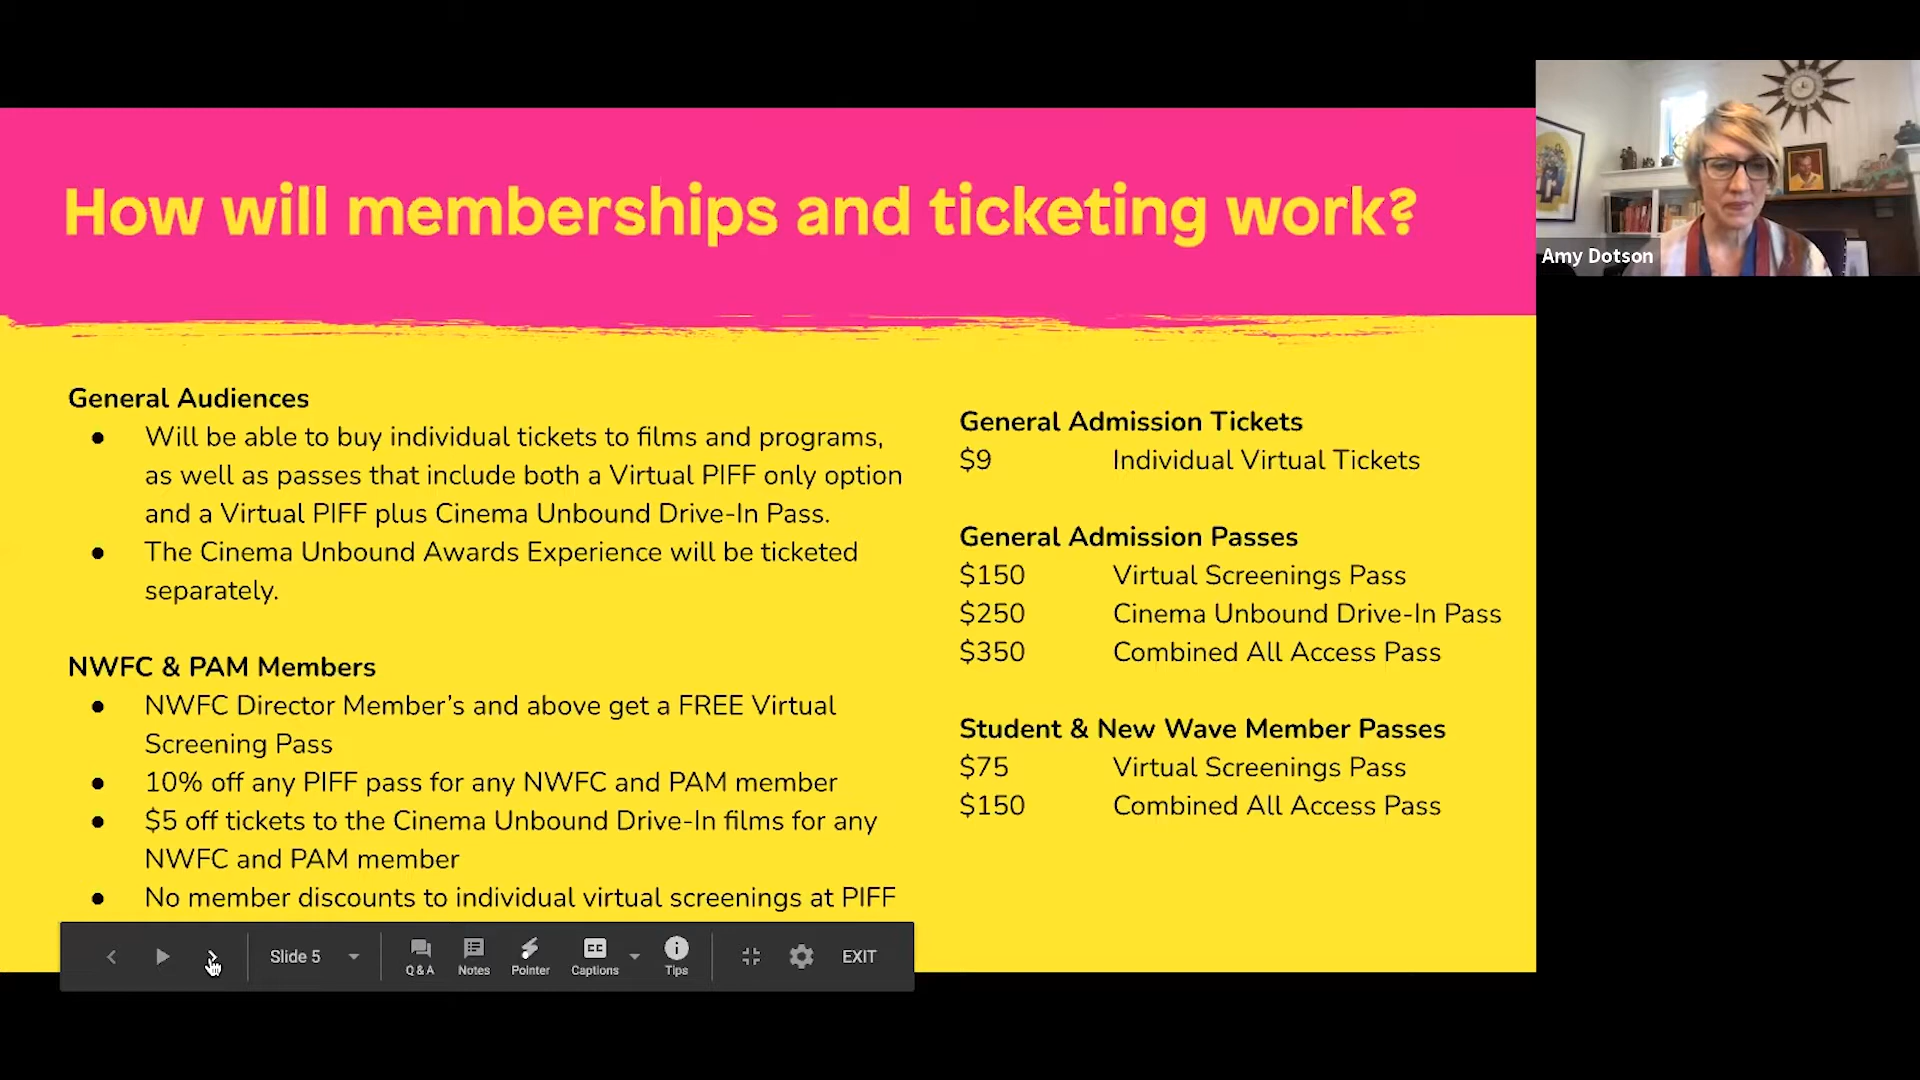 How will memberships and ticketing work?
Amy Dotson
General Audiences
● Will be able to buy individual tickets to films and programs,
as well as passes that include both a Virtual PIFF only option
and a Virtual PIFF plus Cinema Unbound Drive-In Pass.
● The Cinema Unbound Awards Experience will be ticketed
separately.
NWFC & PAM Members
● NWFC Director Member’s and above get a FREE Virtual
Screening Pass
● 10% off any PIFF pass for any NWFC and PAM member
● $5 off tickets to the Cinema Unbound Drive-In films for any
NWFC and PAM member
● No member discounts to individual virtual screenings at PIFF
General Admission Tickets
$9 Individual Virtual Tickets
General Admission Passes
$150 Virtual Screenings Pass
$250 Cinema Unbound Drive-In Pass
$350 Combined All Access Pass
Student & New Wave Member Passes
$75 Virtual Screenings Pass
$150 Combined All Access Pass
Slide 5
Q & A
Notes
Pointer
CC
Captions
Tips
EXIT